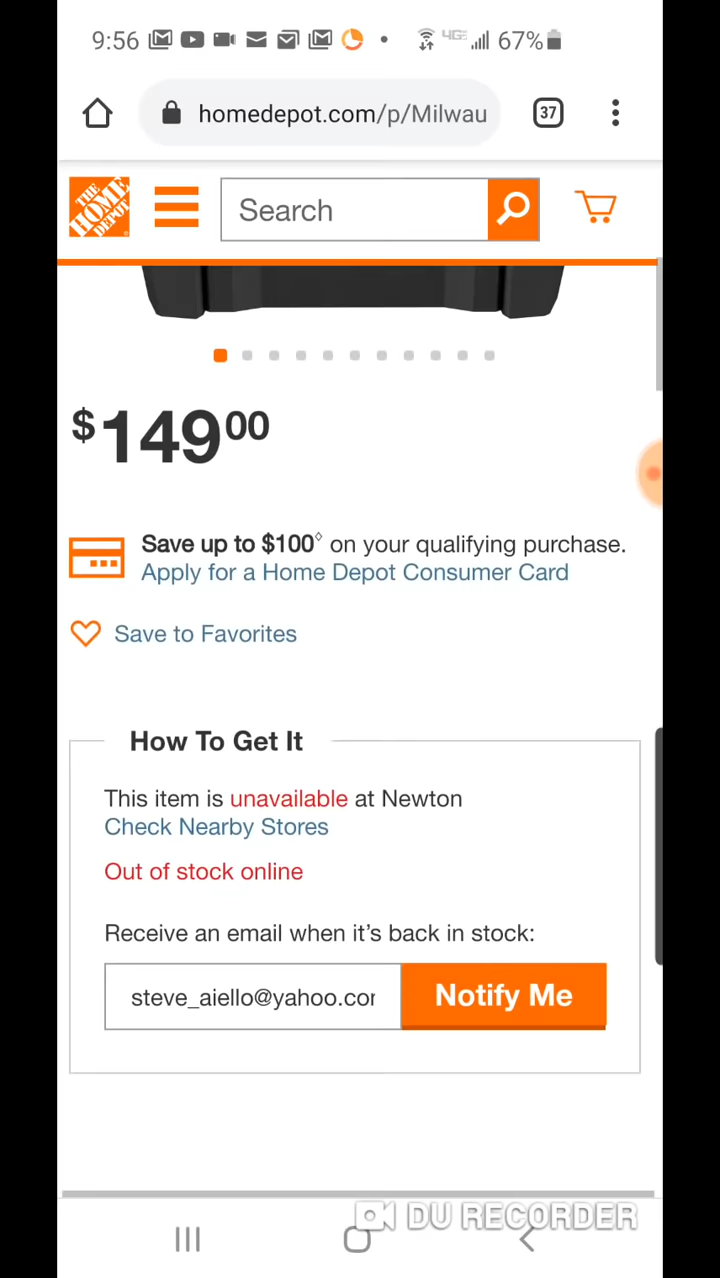 9:56 4GE 67%
homedepot.com/p/Milwau 37
THE HOME DEPOT Search
$149 00
Save up to $100◊ on your qualifying purchase.
Apply for a Home Depot Consumer Card
Save to Favorites
How To Get It
This item is unavailable at Newton
Check Nearby Stores
Out of stock online
Receive an email when it's back in stock:
steve_aiello@yahoo.cor Notify Me
DU RECORDER